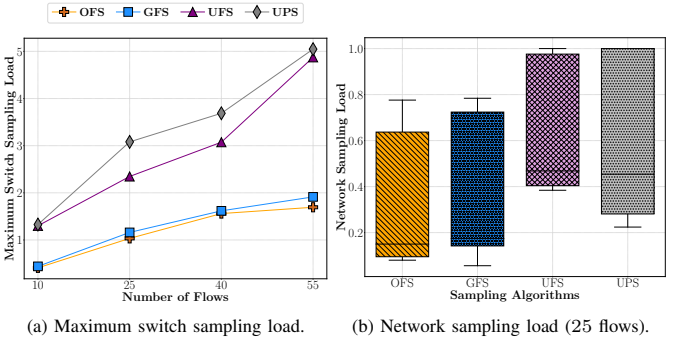 OFS GFS UFS UPS
Maximum Switch Sampling Load
5
4
3
2
1
10 25 40 55
Number of Flows
(a) Maximum switch sampling load.
Network Sampling Load
1.0
0.8
0.6
0.4
0.2
OFS GFS UFS UPS
Sampling Algorithms
(b) Network sampling load (25 flows).